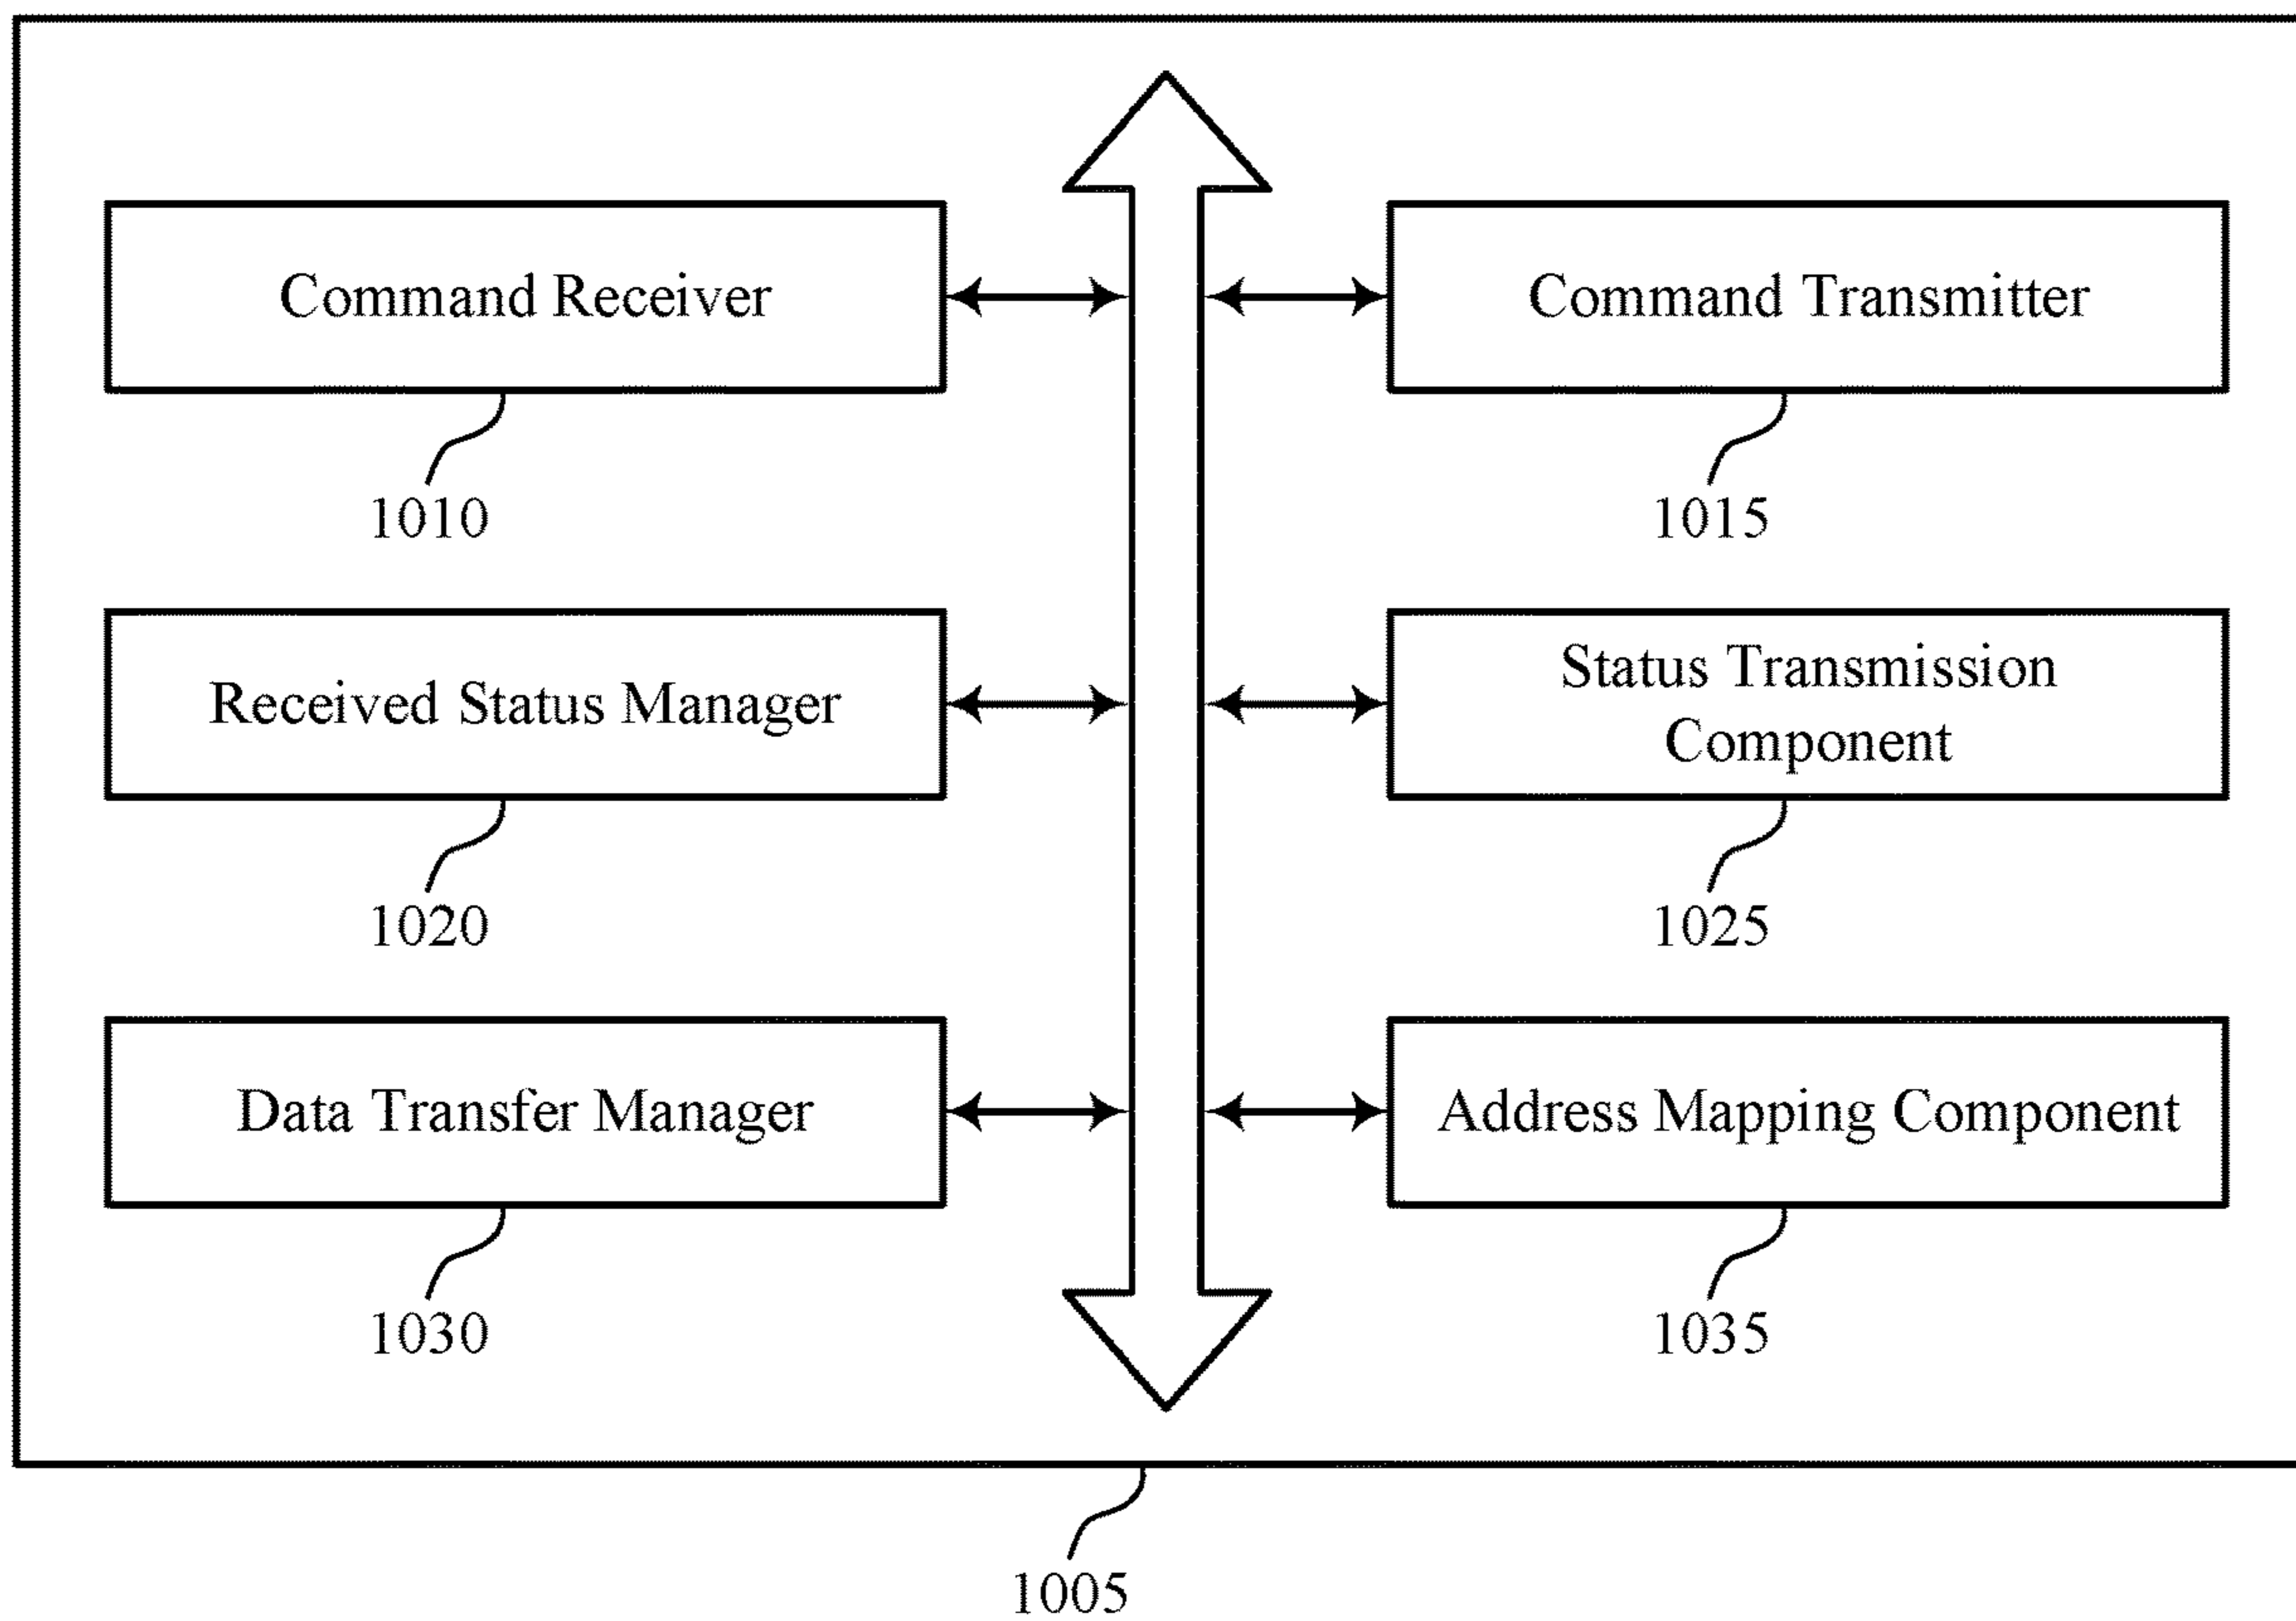 Command Receiver
1010
Command Transmitter
1015
Received Status Manager
1020
Status Transmission
Component
1025
Data Transfer Manager
1030
Address Mapping Component
1035
1005